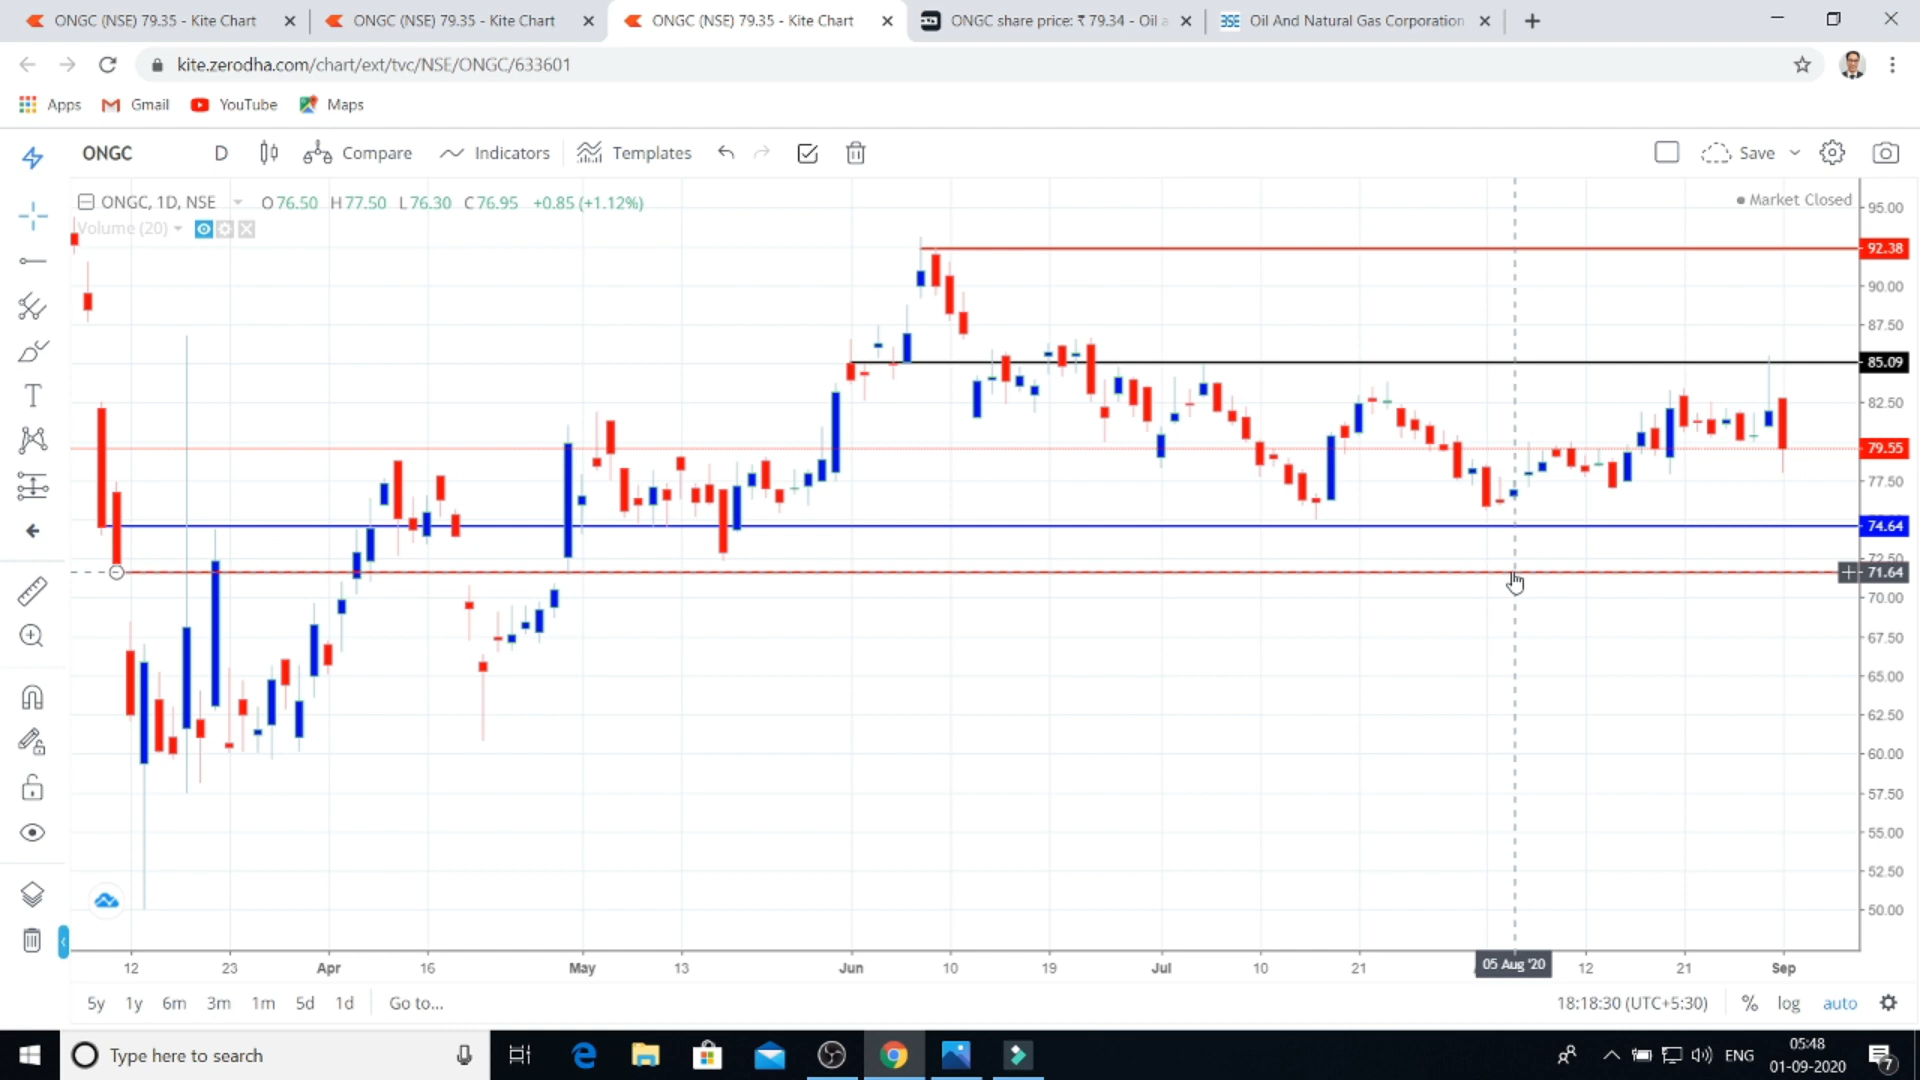 ONGC (NSE) 79.35 - Kite Chart
ONGC (NSE) 79.35 - Kite Chart
ONGC (NSE) 79.35 - Kite Chart
ONGC share price: ₹ 79.34 - Oil a
Oil And Natural Gas Corporation
kite.zerodha.com/chart/ext/tvc/NSE/ONGC/633601
Apps Gmail YouTube Maps
ONGC D Compare Indicators Templates Save
ONGC, 1D, NSE O76.50 H77.50 L76.30 C76.95 +0.85 (+1.12%)
Market Closed
Volume (20)
95.00
92.38
90.00
87.50
85.09
82.50
79.55
77.50
74.64
72.50
71.64
70.00
67.50
65.00
62.50
60.00
57.50
55.00
52.50
50.00
12 23 Apr 16 May 13 Jun 10 19 Jul 10 21 05 Aug '20 12 21 Sep
5y 1y 6m 3m 1m 5d 1d Go to... 18:18:30 (UTC+5:30) % log auto
Type here to search
ENG
05:48
01-09-2020
7